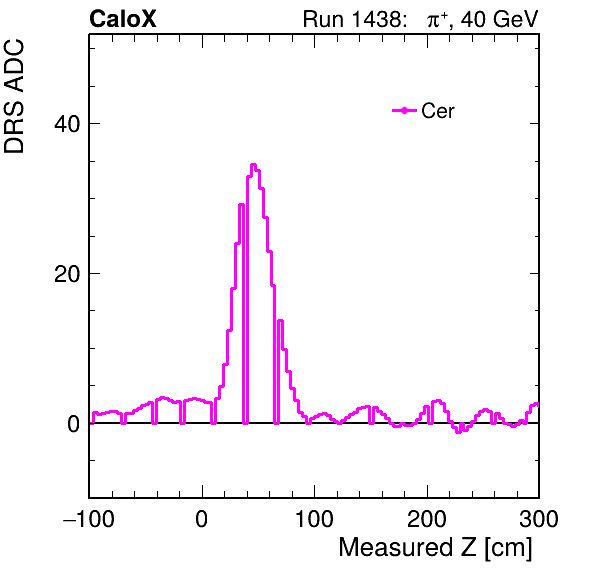 CaloX Run 1438: π⁺, 40 GeV
DRS ADC
Cer
40
20
0
−100 0 100 200 300
Measured Z [cm]